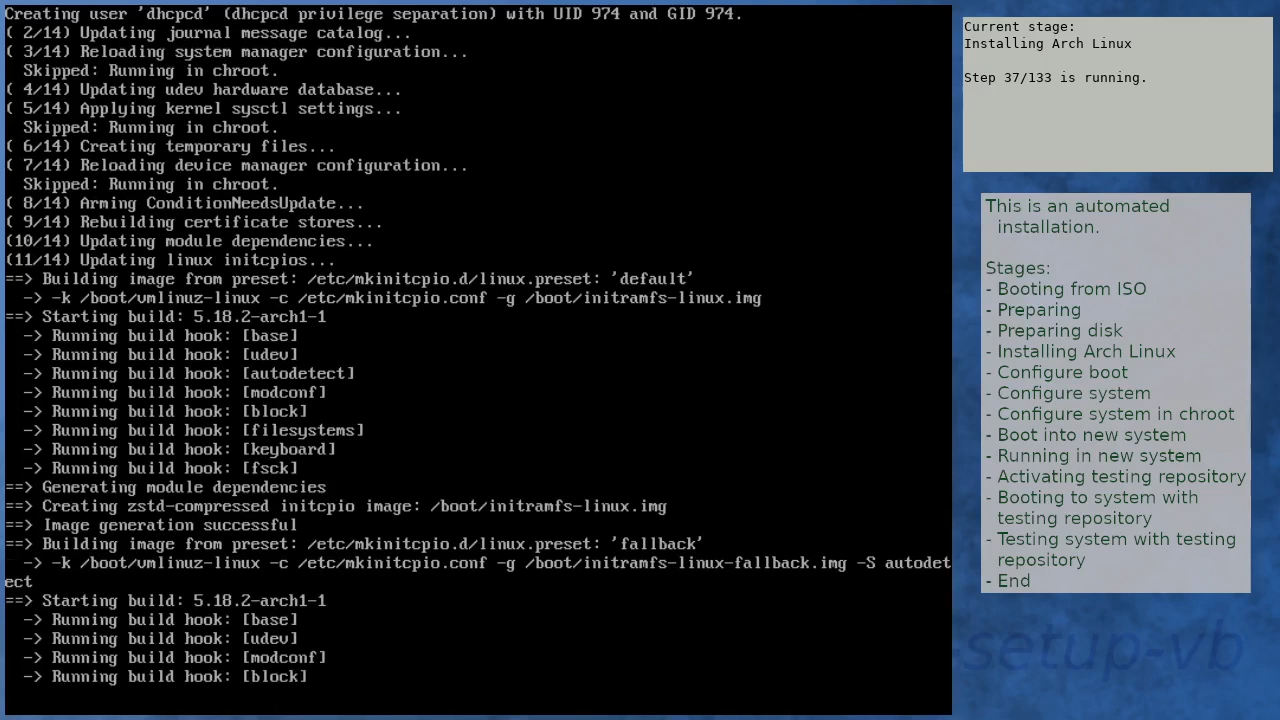 Creating user 'dhcpcd' (dhcpcd privilege separation) with UID 974 and GID 974.
( 2/14) Updating journal message catalog...
( 3/14) Reloading system manager configuration...
  Skipped: Running in chroot.
( 4/14) Updating udev hardware database...
( 5/14) Applying kernel sysctl settings...
  Skipped: Running in chroot.
( 6/14) Creating temporary files...
( 7/14) Reloading device manager configuration...
  Skipped: Running in chroot.
( 8/14) Arming ConditionNeedsUpdate...
( 9/14) Rebuilding certificate stores...
(10/14) Updating module dependencies...
(11/14) Updating linux initcpios...
==> Building image from preset: /etc/mkinitcpio.d/linux.preset: 'default'
  -> -k /boot/vmlinuz-linux -c /etc/mkinitcpio.conf -g /boot/initramfs-linux.img
==> Starting build: 5.18.2-arch1-1
  -> Running build hook: [base]
  -> Running build hook: [udev]
  -> Running build hook: [autodetect]
  -> Running build hook: [modconf]
  -> Running build hook: [block]
  -> Running build hook: [filesystems]
  -> Running build hook: [keyboard]
  -> Running build hook: [fsck]
==> Generating module dependencies
==> Creating zstd-compressed initcpio image: /boot/initramfs-linux.img
==> Image generation successful
==> Building image from preset: /etc/mkinitcpio.d/linux.preset: 'fallback'
  -> -k /boot/vmlinuz-linux -c /etc/mkinitcpio.conf -g /boot/initramfs-linux-fallback.img -S autodet
ect
==> Starting build: 5.18.2-arch1-1
  -> Running build hook: [base]
  -> Running build hook: [udev]
  -> Running build hook: [modconf]
  -> Running build hook: [block]
Current stage:
Installing Arch Linux
Step 37/133 is running.
This is an automated
installation.
Stages:
- Booting from ISO
- Preparing
- Preparing disk
- Installing Arch Linux
- Configure boot
- Configure system
- Configure system in chroot
- Boot into new system
- Running in new system
- Activating testing repository
- Booting to system with
testing repository
- Testing system with testing
repository
- End
-setup-vb